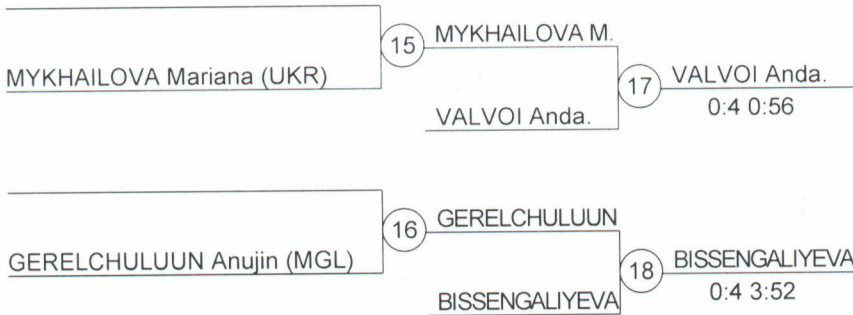 MYKHAILOVA Mariana (UKR)
15
MYKHAILOVA M.
VALVOI Anda.
17
VALVOI Anda.
0:4 0:56
GERELCHULUUN Anujin (MGL)
16
GERELCHULUUN
BISSENGALIYEVA
18
BISSENGALIYEVA
0:4 3:52